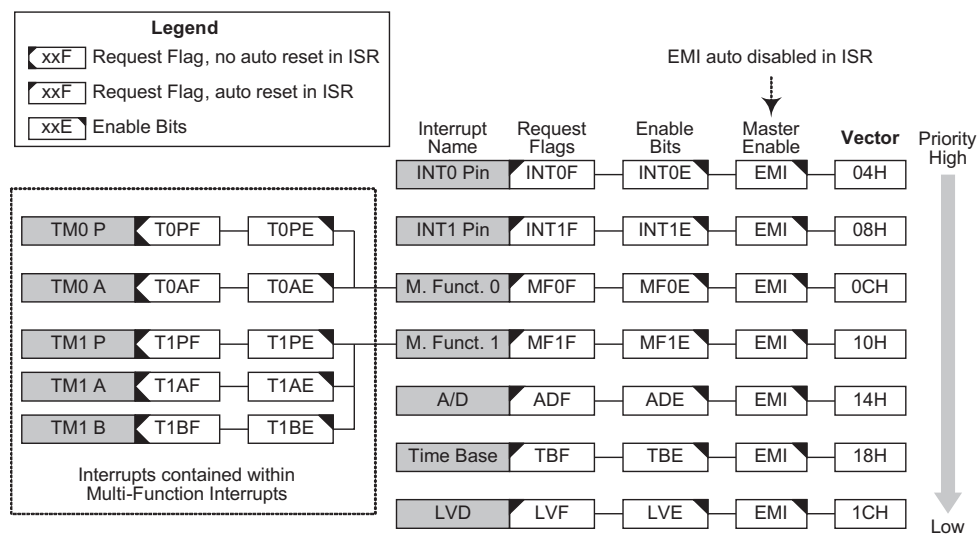 Legend
xxF Request Flag, no auto reset in ISR
xxF Request Flag, auto reset in ISR
xxE Enable Bits
EMI auto disabled in ISR
Interrupt Name Request Flags Enable Bits Master Enable Vector Priority High
INT0 Pin INT0F INT0E EMI 04H
TM0 P T0PF T0PE INT1 Pin INT1F INT1E EMI 08H
TM0 A T0AF T0AE M. Funct. 0 MF0F MF0E EMI 0CH
TM1 P T1PF T1PE M. Funct. 1 MF1F MF1E EMI 10H
TM1 A T1AF T1AE A/D ADF ADE EMI 14H
TM1 B T1BF T1BE
Time Base TBF TBE EMI 18H
Interrupts contained within
Multi-Function Interrupts
LVD LVF LVE EMI 1CH
Low